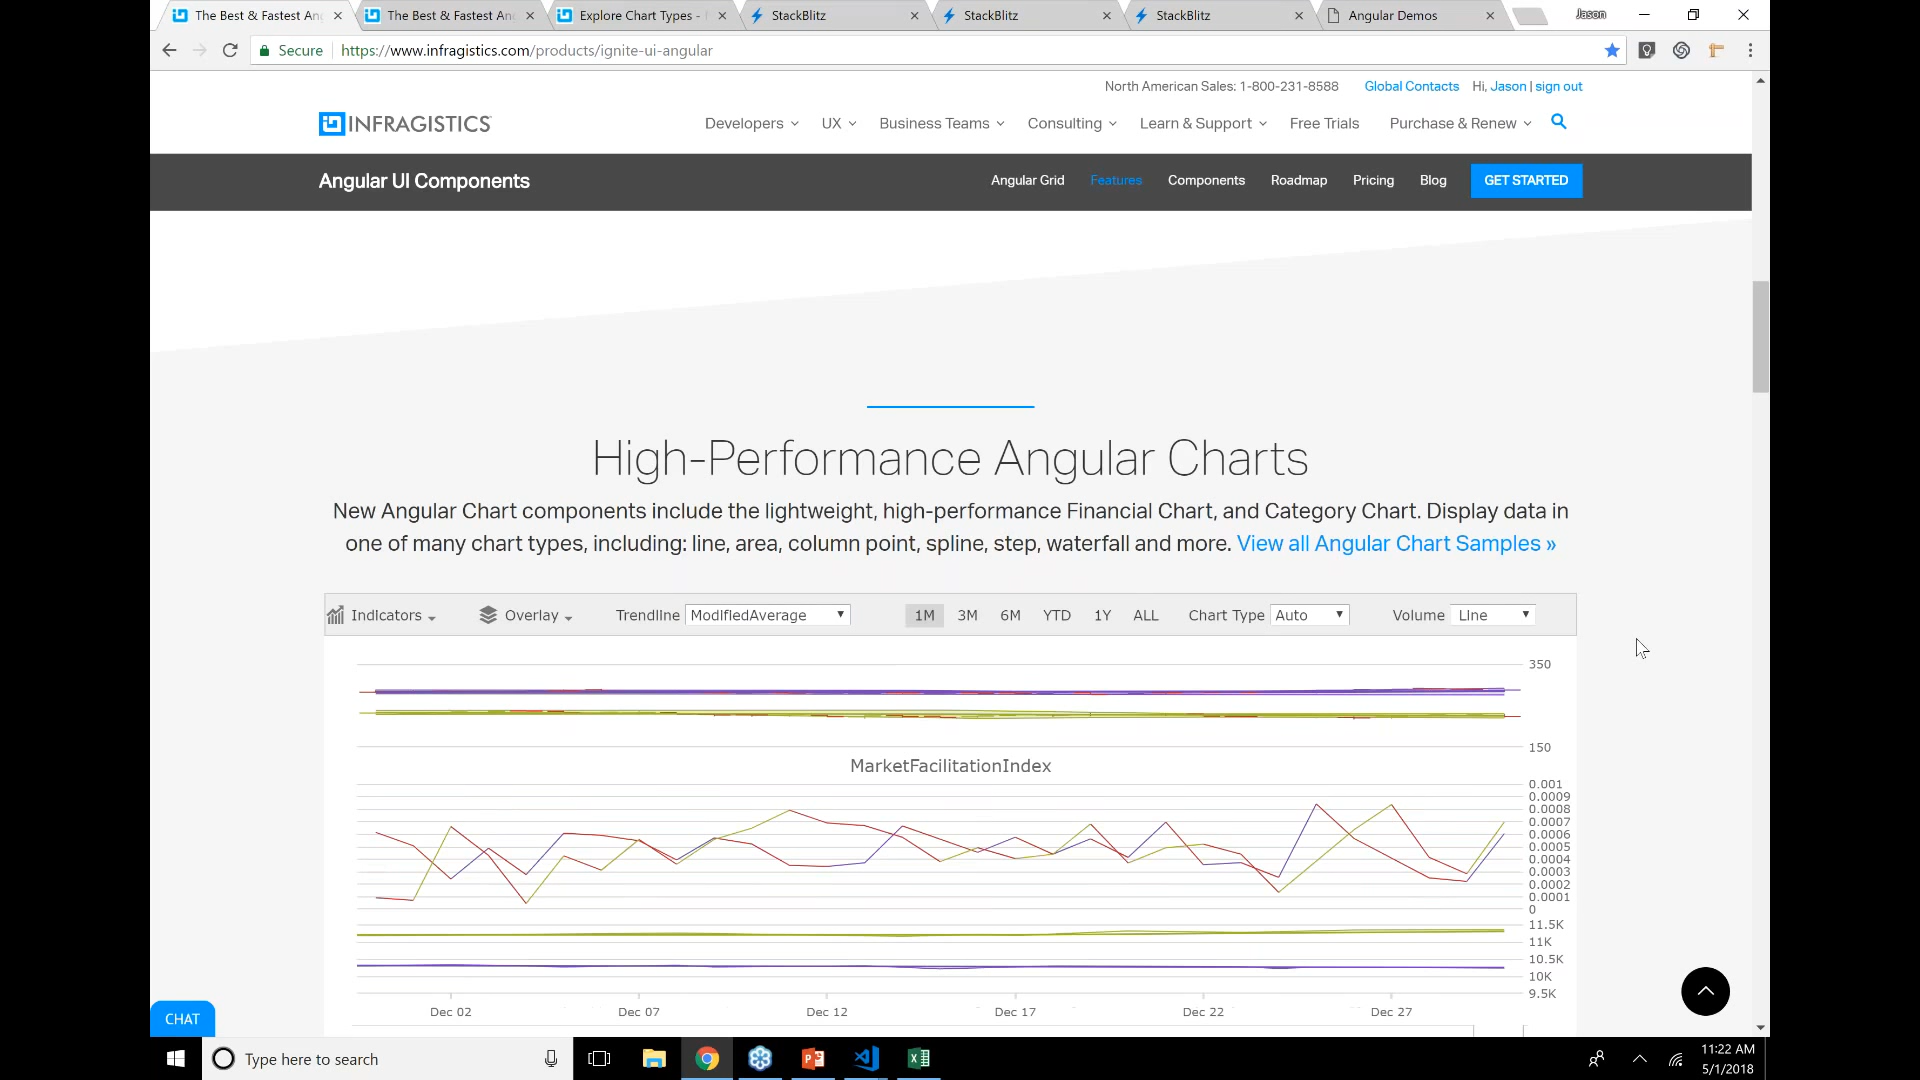 The Best & Fastest An
The Best & Fastest An
Explore Chart Types -
StackBlitz
StackBlitz
StackBlitz
Angular Demos
Jason
Secure
https://www.infragistics.com/products/ignite-ui-angular
North American Sales: 1-800-231-8588
Global Contacts
Hi, Jason | sign out
INFRAGISTICS
Developers
UX
Business Teams
Consulting
Learn & Support
Free Trials
Purchase & Renew
Angular UI Components
Angular Grid
Features
Components
Roadmap
Pricing
Blog
GET STARTED
High-Performance Angular Charts
New Angular Chart components include the lightweight, high-performance Financial Chart, and Category Chart. Display data in
one of many chart types, including: line, area, column point, spline, step, waterfall and more. View all Angular Chart Samples »
Indicators
Overlay
Trendline
ModifiedAverage
1M
3M
6M
YTD
1Y
ALL
Chart Type
Auto
Volume
Line
350
150
MarketFacilitationIndex
0.001
0.0009
0.0008
0.0007
0.0006
0.0005
0.0004
0.0003
0.0002
0.0001
0
11.5K
11K
10.5K
10K
9.5K
Dec 02
Dec 07
Dec 12
Dec 17
Dec 22
Dec 27
CHAT
Type here to search
11:22 AM
5/1/2018